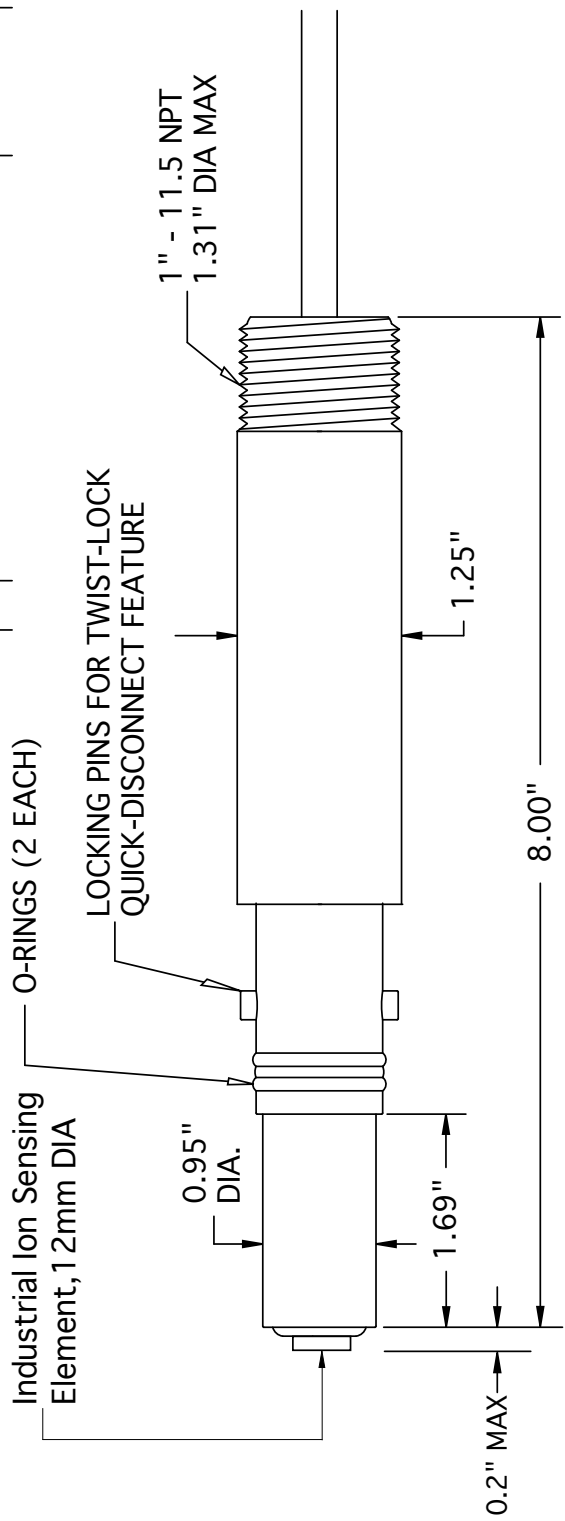 Industrial Ion Sensing
Element,12mm DIA
O-RINGS (2 EACH)
LOCKING PINS FOR TWIST-LOCK
QUICK-DISCONNECT FEATURE
1" - 11.5 NPT
1.31" DIA MAX
0.95"
DIA.
1.69"
1.25"
0.2" MAX
8.00"